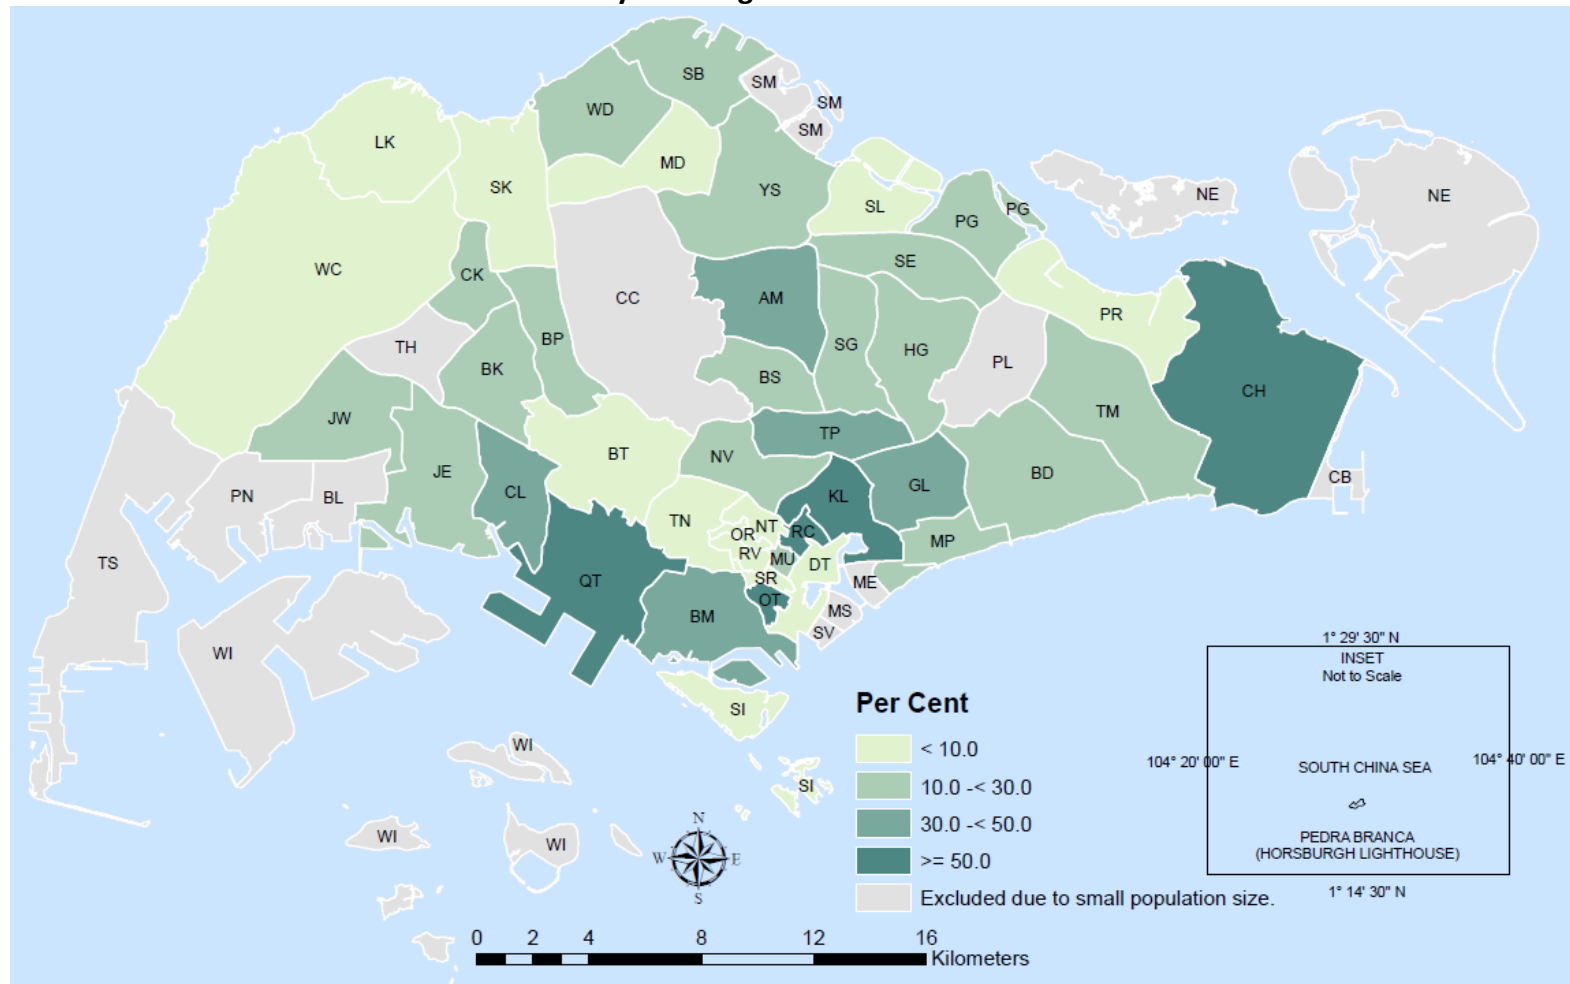 SB
SM
SM
SM
WD
LK
MD
SK
YS
SL
PG
PG
NE
NE
WC
CK
SE
CC
AM
PR
TH
BP
SG
HG
PL
BK
BS
CH
JW
TM
TP
BT
NV
JE
BD
CB
PN
BL
CL
KL
GL
TN
NT
OR
RC
MP
RV
MU
DT
TS
QT
SR
ME
OT
BM
MS
SV
WI
SI
WI
SI
WI
WI
1° 29' 30" N
INSET
Not to Scale
104° 20' 00" E
SOUTH CHINA SEA
104° 40' 00" E
PEDRA BRANCA
(HORSBURGH LIGHTHOUSE)
1° 14' 30" N
Per Cent
< 10.0
10.0 -< 30.0
30.0 -< 50.0
>= 50.0
Excluded due to small population size.
N
W E
S
0 2 4 8 12 16
Kilometers